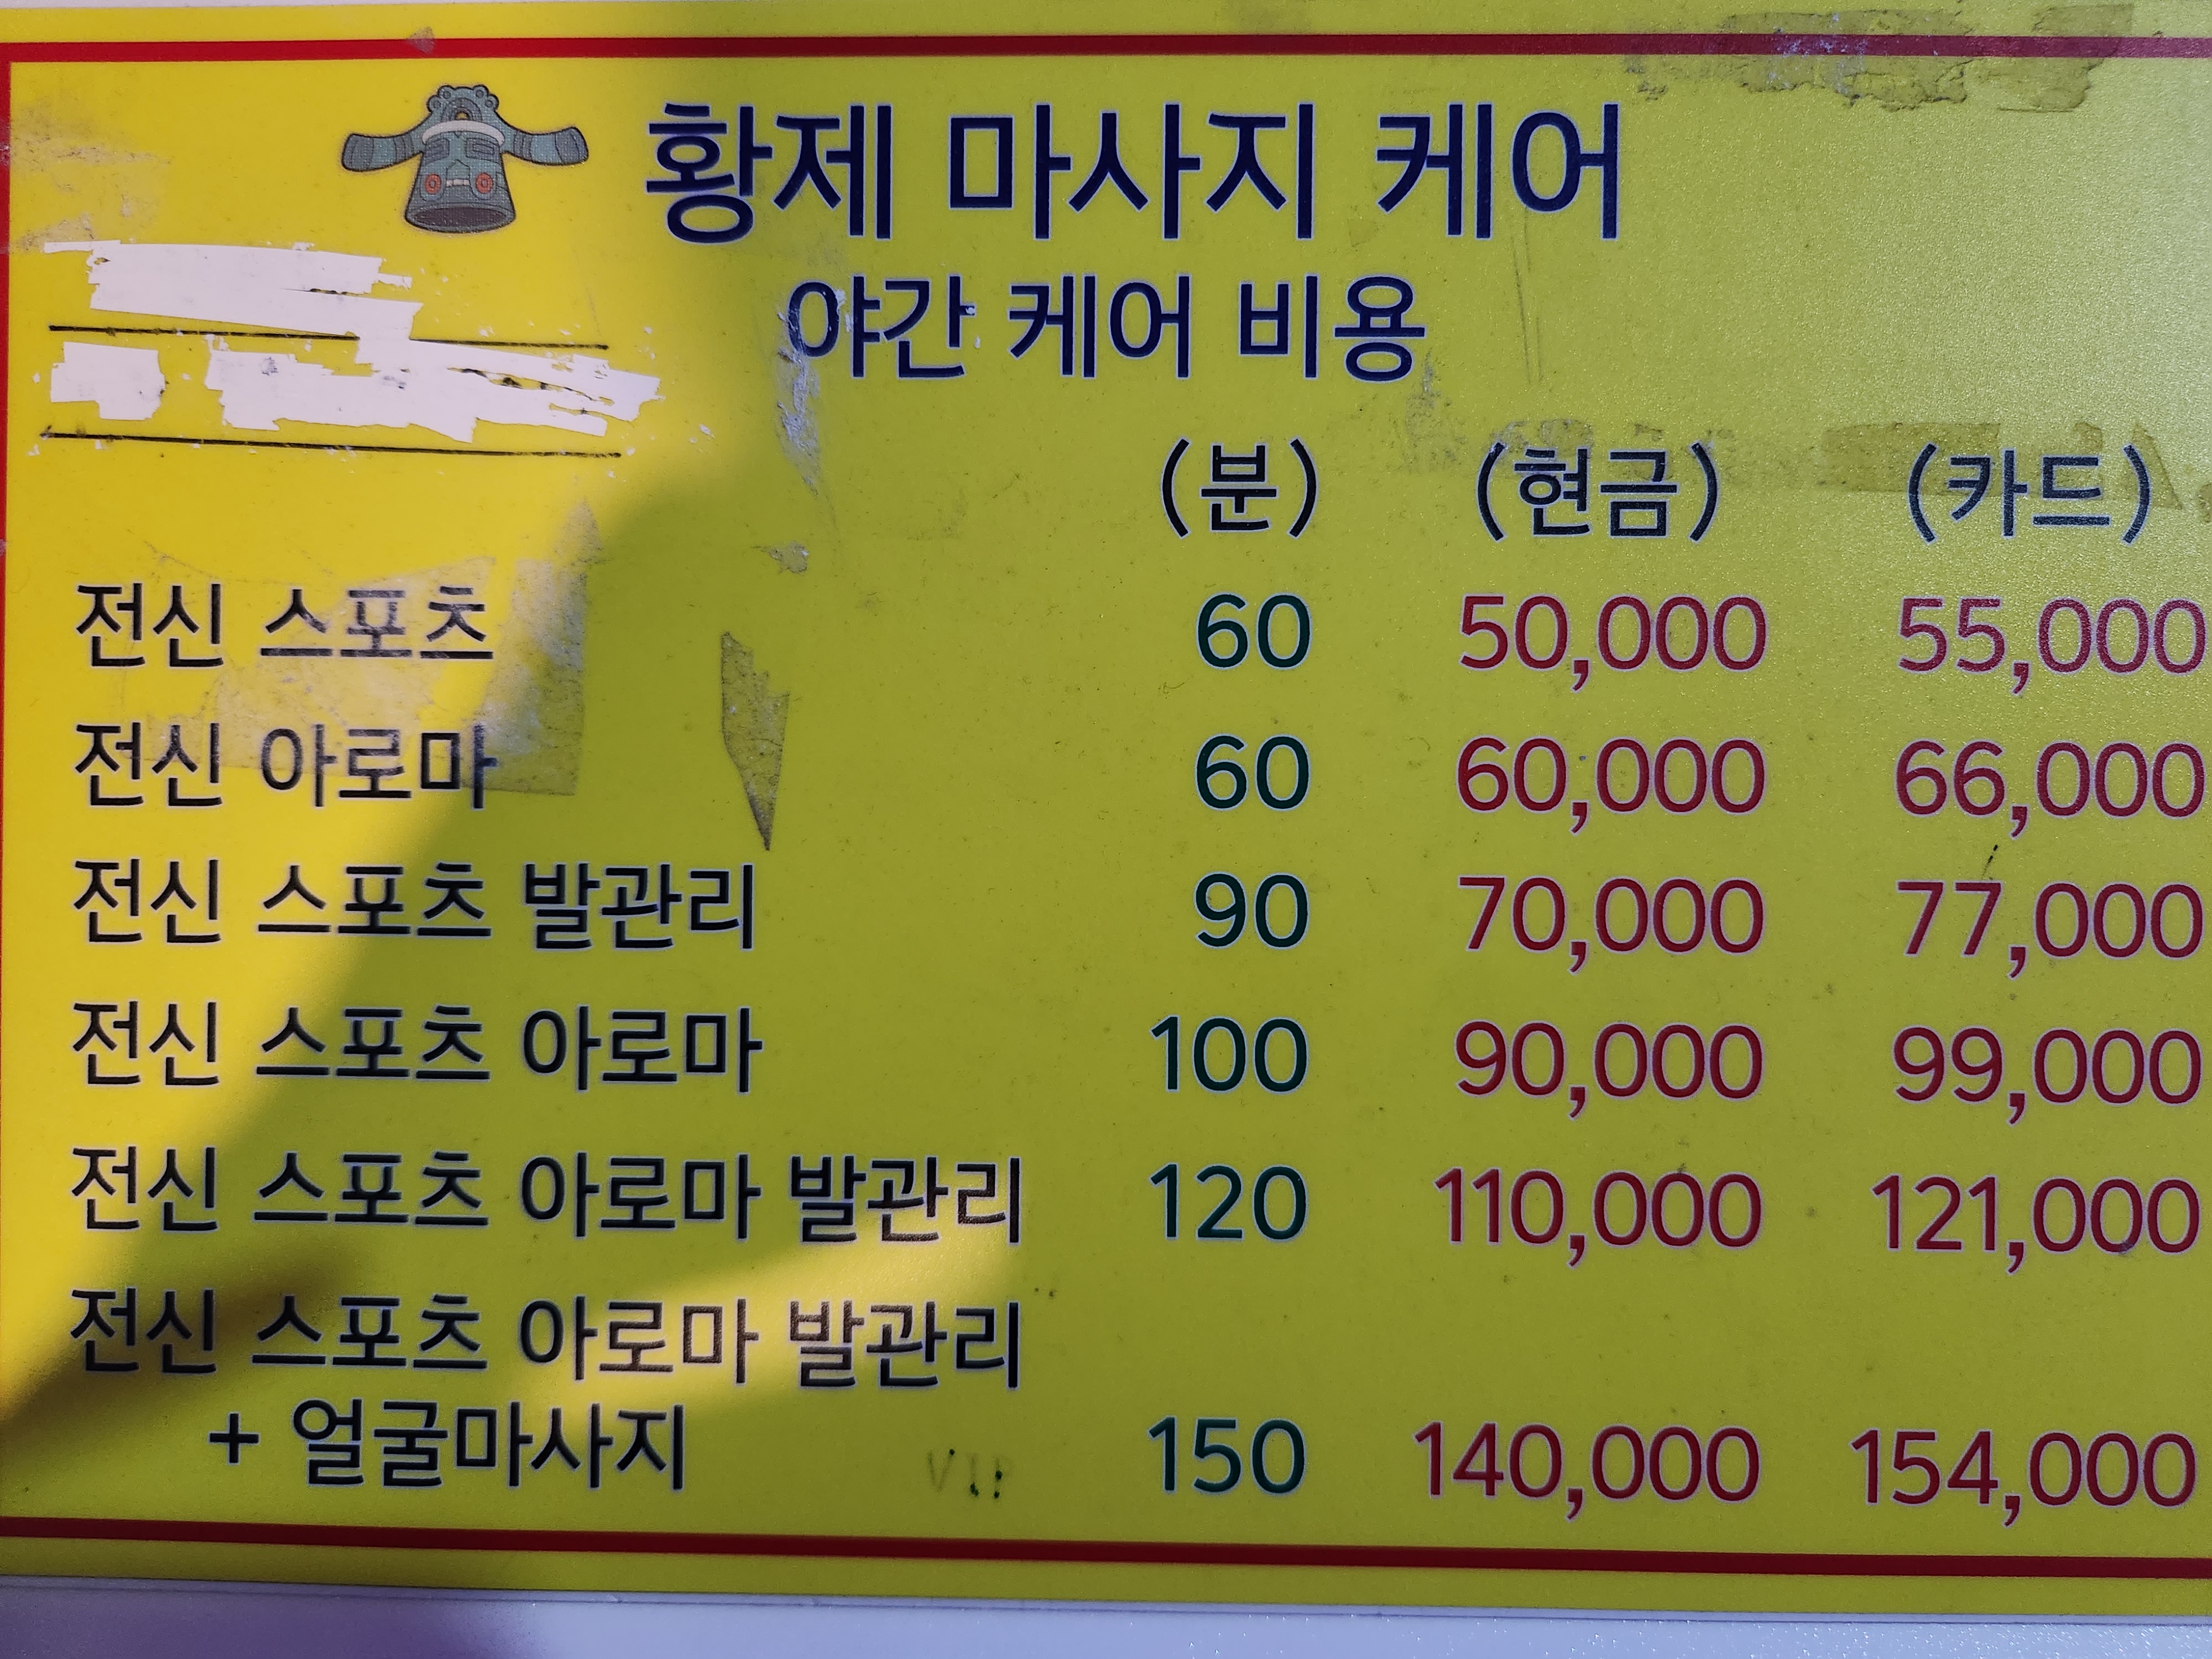 황제 마사지 케어
야간 케어 비용
(분) (현금) (카드)
전신 스포츠 60 50,000 55,000
전신 아로마 60 60,000 66,000
전신 스포츠 발관리 90 70,000 77,000
전신 스포츠 아로마 100 90,000 99,000
전신 스포츠 아로마 발관리 120 110,000 121,000
전신 스포츠 아로마 발관리
+ 얼굴마사지 150 140,000 154,000
VIP